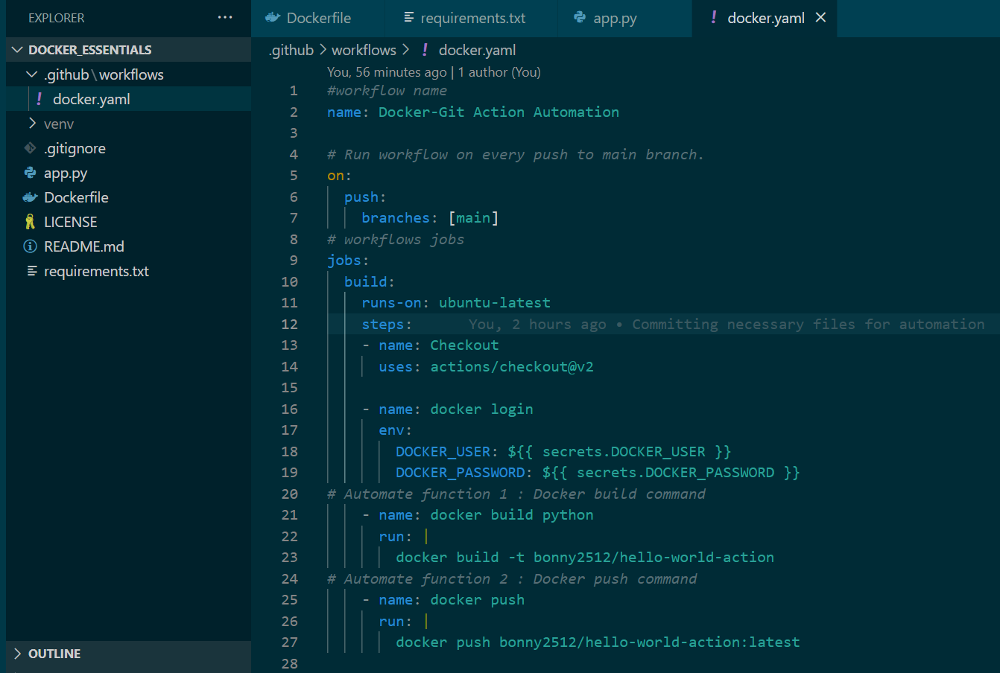 EXPLORER ···
DOCKER_ESSENTIALS
.github\workflows
! docker.yaml
venv
.gitignore
app.py
Dockerfile
LICENSE
README.md
requirements.txt
OUTLINE
Dockerfile requirements.txt app.py ! docker.yaml ×
.github > workflows > ! docker.yaml
You, 56 minutes ago | 1 author (You)
1 #workflow name
2 name: Docker-Git Action Automation
3
4 # Run workflow on every push to main branch.
5 on:
6 push:
7 branches: [main]
8 # workflows jobs
9 jobs:
10 build:
11 runs-on: ubuntu-latest
12 steps: You, 2 hours ago • Committing necessary files for automation
13 - name: Checkout
14 uses: actions/checkout@v2
15
16 - name: docker login
17 env:
18 DOCKER_USER: ${{ secrets.DOCKER_USER }}
19 DOCKER_PASSWORD: ${{ secrets.DOCKER_PASSWORD }}
20 # Automate function 1 : Docker build command
21 - name: docker build python
22 run: |
23 docker build -t bonny2512/hello-world-action
24 # Automate function 2 : Docker push command
25 - name: docker push
26 run: |
27 docker push bonny2512/hello-world-action:latest
28